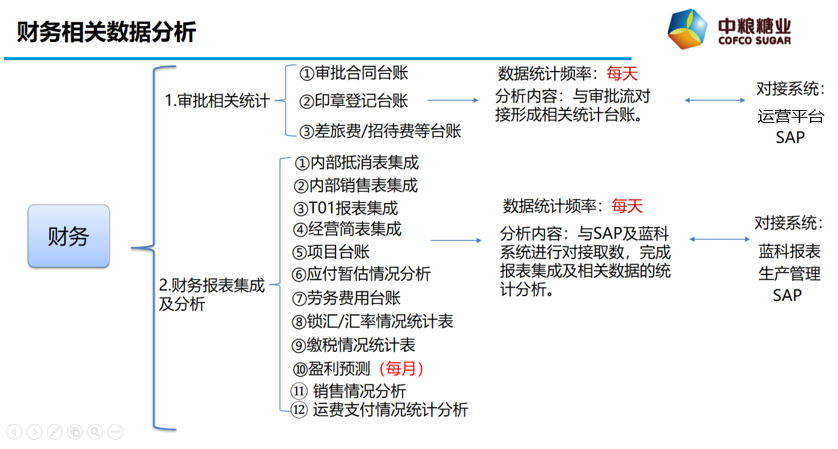 财务相关数据分析
中粮糖业
COFCO SUGAR
财务
1.审批相关统计
①审批合同台账
②印章登记台账
③差旅费/招待费等台账
数据统计频率：每天
分析内容：与审批流对
接形成相关统计台账。
对接系统：
运营平台
SAP
2.财务报表集成
及分析
①内部抵消表集成
②内部销售表集成
③T01报表集成
④经营简表集成
⑤项目台账
⑥应付暂估情况分析
⑦劳务费用台账
⑧锁汇/汇率情况统计表
⑨缴税情况统计表
⑩盈利预测（每月）
⑪ 销售情况分析
⑫ 运费支付情况统计分析
数据统计频率：每天
分析内容：与SAP及蓝科
系统进行对接取数，完成
报表集成及相关数据的统
计分析。
对接系统：
蓝科报表
生产管理
SAP